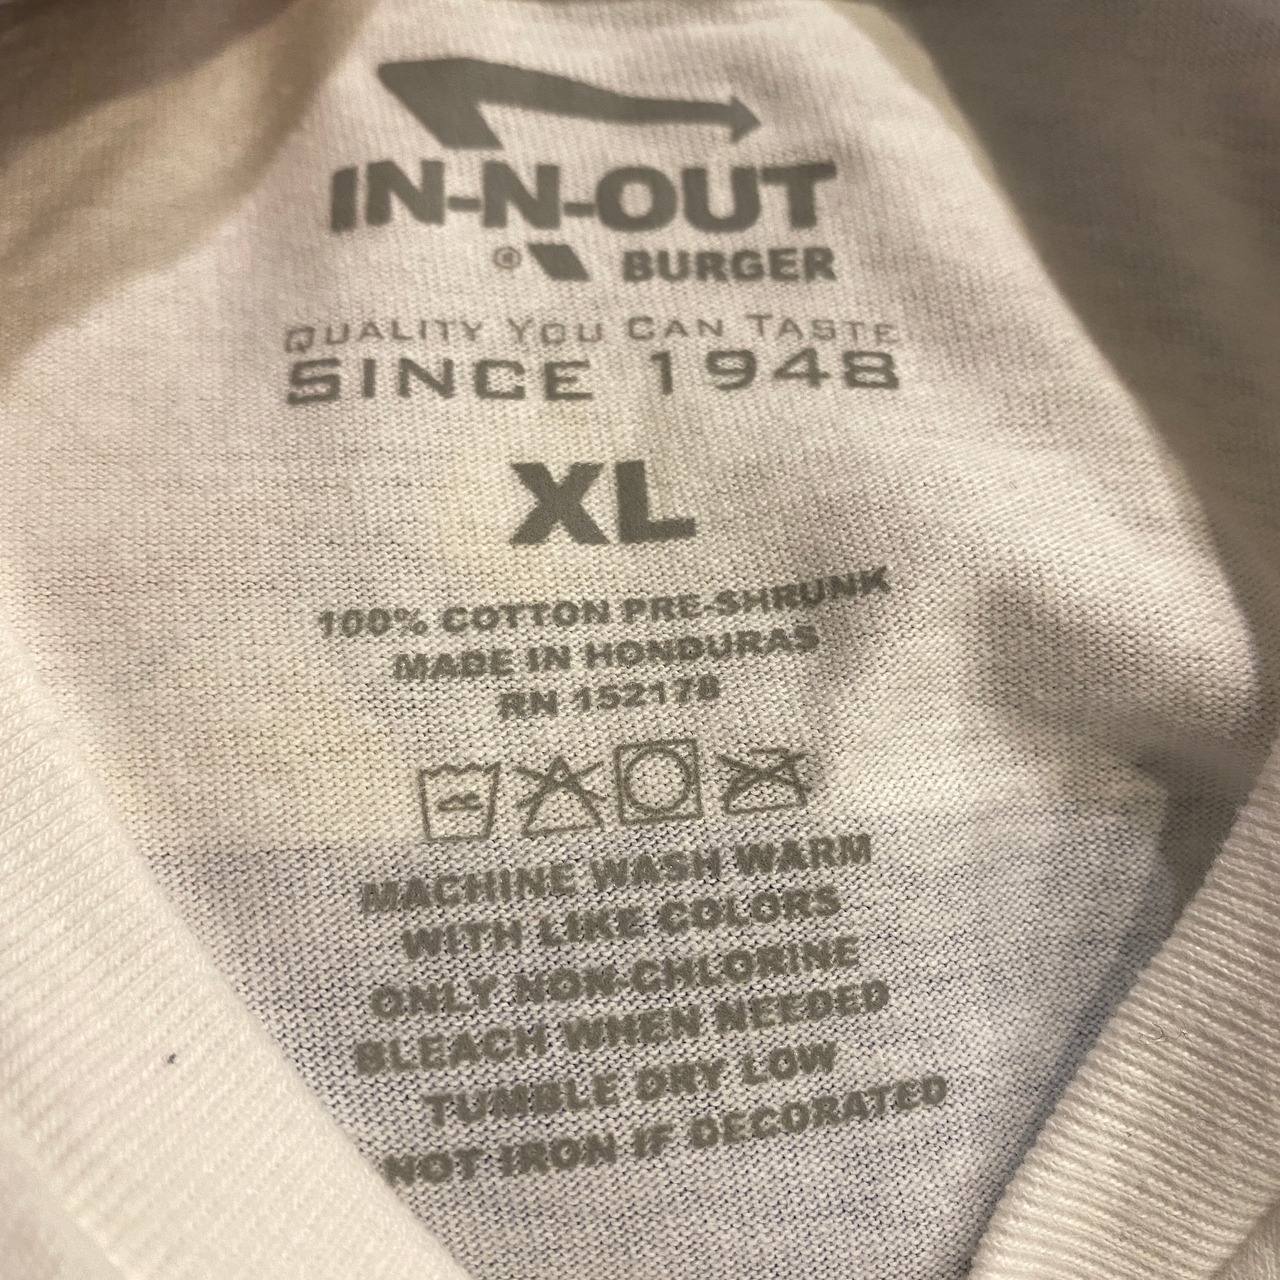 IN-N-OUT
® BURGER
QUALITY YOU CAN TASTE
SINCE 1948
XL
100% COTTON PRE-SHRUNK
MADE IN HONDURAS
RN 152178
MACHINE WASH WARM
WITH LIKE COLORS
ONLY NON-CHLORINE
BLEACH WHEN NEEDED
TUMBLE DRY LOW
NOT IRON IF DECORATED